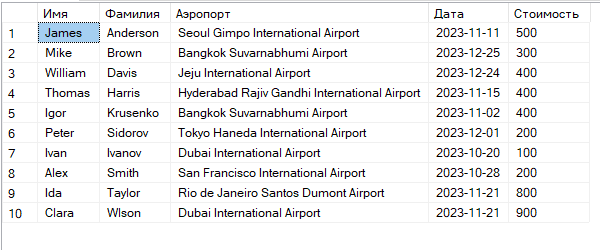 Имя Фамилия Аэропорт Дата Стоимость
1 James Anderson Seoul Gimpo International Airport 2023-11-11 500
2 Mike Brown Bangkok Suvarnabhumi Airport 2023-12-25 300
3 William Davis Jeju International Airport 2023-12-24 400
4 Thomas Harris Hyderabad Rajiv Gandhi International Airport 2023-11-15 400
5 Igor Krusenko Bangkok Suvarnabhumi Airport 2023-11-02 400
6 Peter Sidorov Tokyo Haneda International Airport 2023-12-01 200
7 Ivan Ivanov Dubai International Airport 2023-10-20 100
8 Alex Smith San Francisco International Airport 2023-10-28 200
9 Ida Taylor Rio de Janeiro Santos Dumont Airport 2023-11-21 800
10 Clara Wlson Dubai International Airport 2023-11-21 900